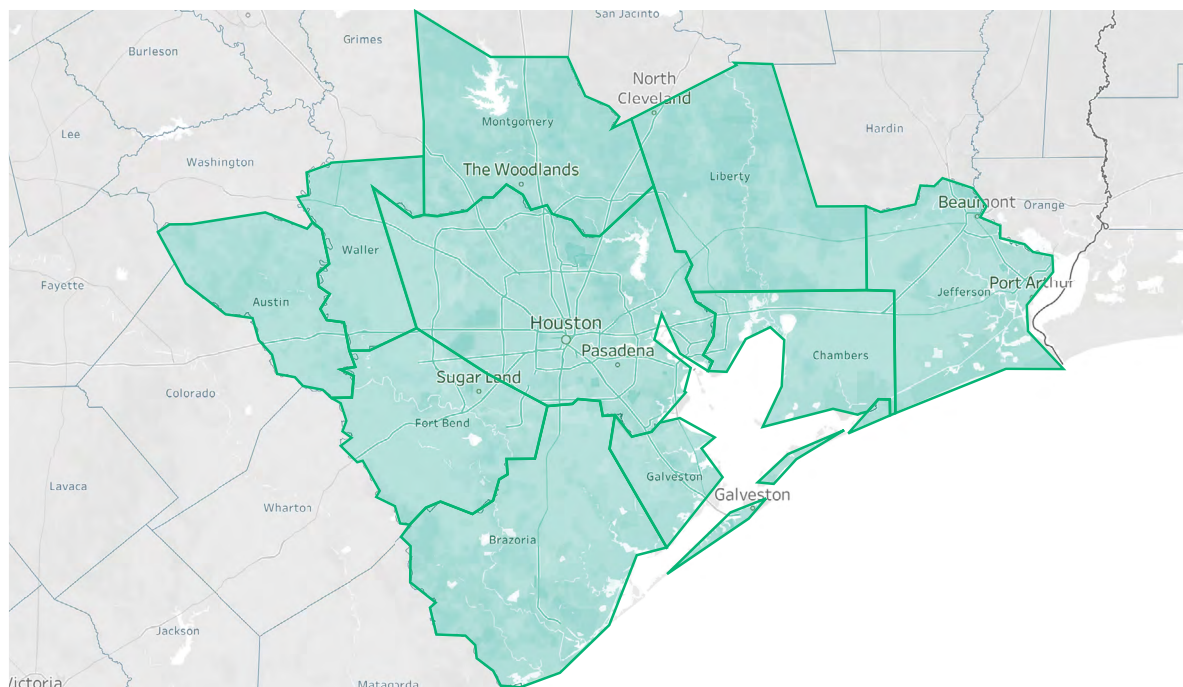 San Jacinto
Grimes
Burleson
North
Cleveland
Montgomery
Hardin
Lee
Washington
The Woodlands
Liberty
Beaumont
Orange
Waller
Fayette
Port Arthur
Jefferson
Austin
Houston
Pasadena
Chambers
Sugar Land
Colorado
Fort Bend
Galveston
Lavaca
Galveston
Wharton
Brazoria
Jackson
Victoria
Matagorda